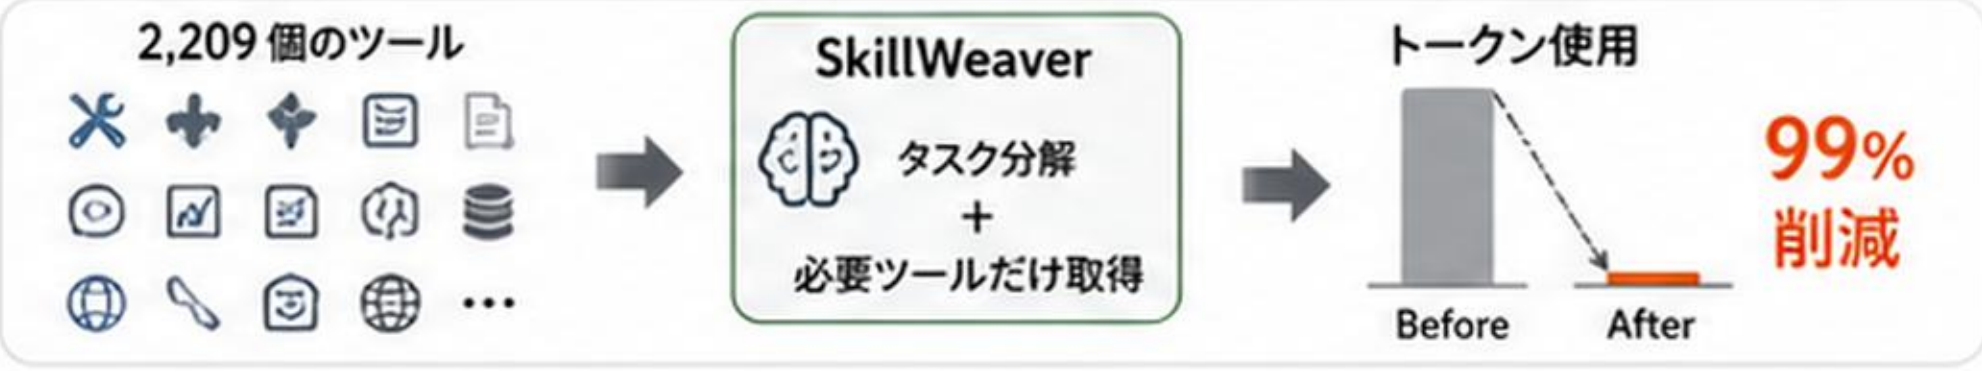 2,209 個のツール
SkillWeaver
タスク分解
+
必要ツールだけ取得
トークン使用
99%
削減
Before
After